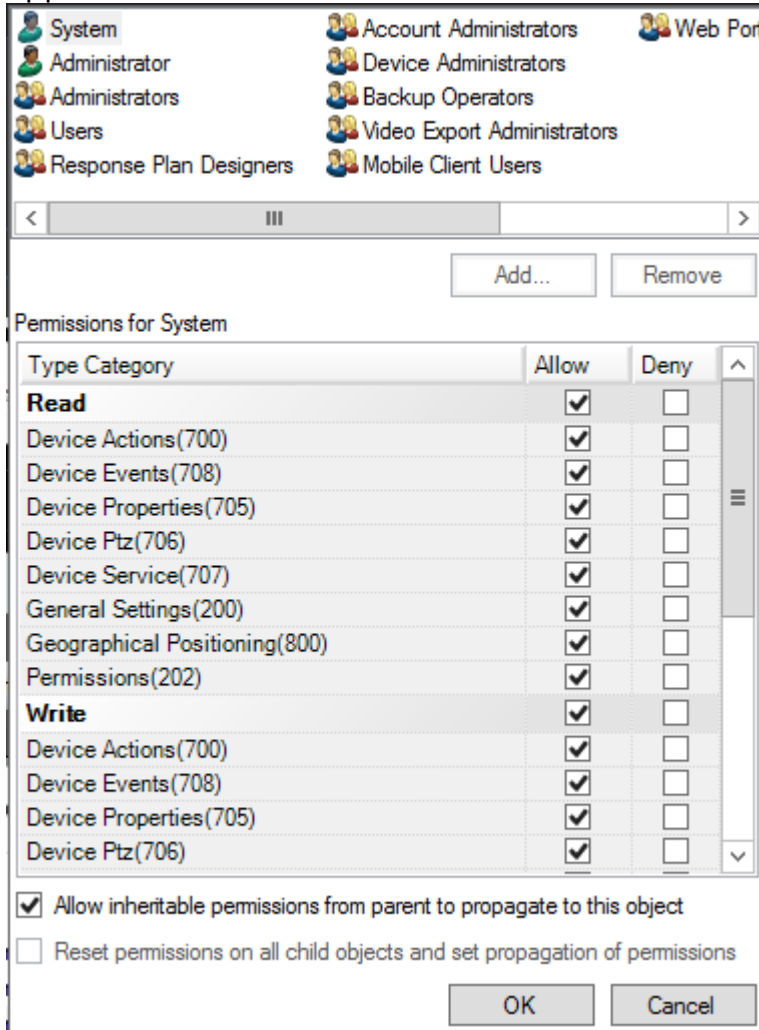 System
Account Administrators
Web Por
Administrator
Device Administrators
Administrators
Backup Operators
Users
Video Export Administrators
Response Plan Designers
Mobile Client Users
Add...
Remove
Permissions for System
Type Category Allow Deny
Read
Device Actions(700)
Device Events(708)
Device Properties(705)
Device Ptz(706)
Device Service(707)
General Settings(200)
Geographical Positioning(800)
Permissions(202)
Write
Device Actions(700)
Device Events(708)
Device Properties(705)
Device Ptz(706)
Allow inheritable permissions from parent to propagate to this object
Reset permissions on all child objects and set propagation of permissions
OK
Cancel